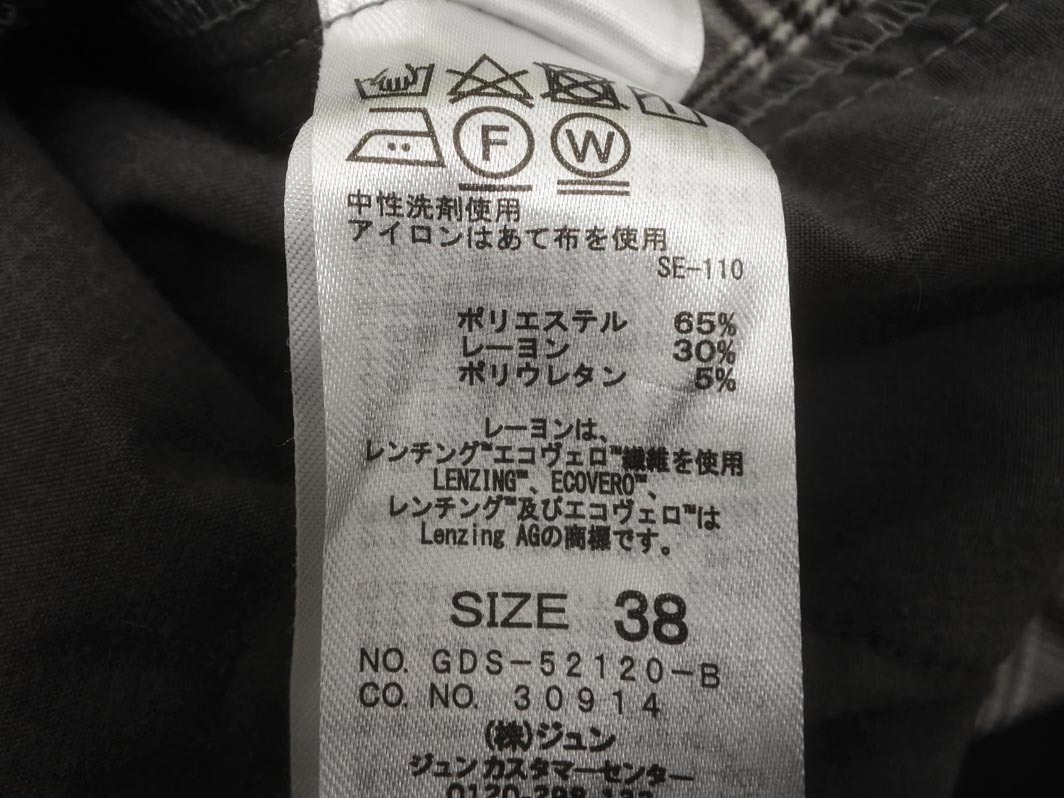 F W
中性洗剤使用
アイロンはあて布を使用
SE-110
ポリエステル 65%
レーヨン 30%
ポリウレタン 5%
レーヨンは、
レンチング™エコヴェロ™繊維を使用
LENZING™、ECOVERO™、
レンチング™及びエコヴェロ™は
Lenzing AGの商標です。
SIZE 38
NO. GDS-52120-B
CO. NO. 30914
(株)ジュン
ジュンカスタマーセンター
0120-298-133